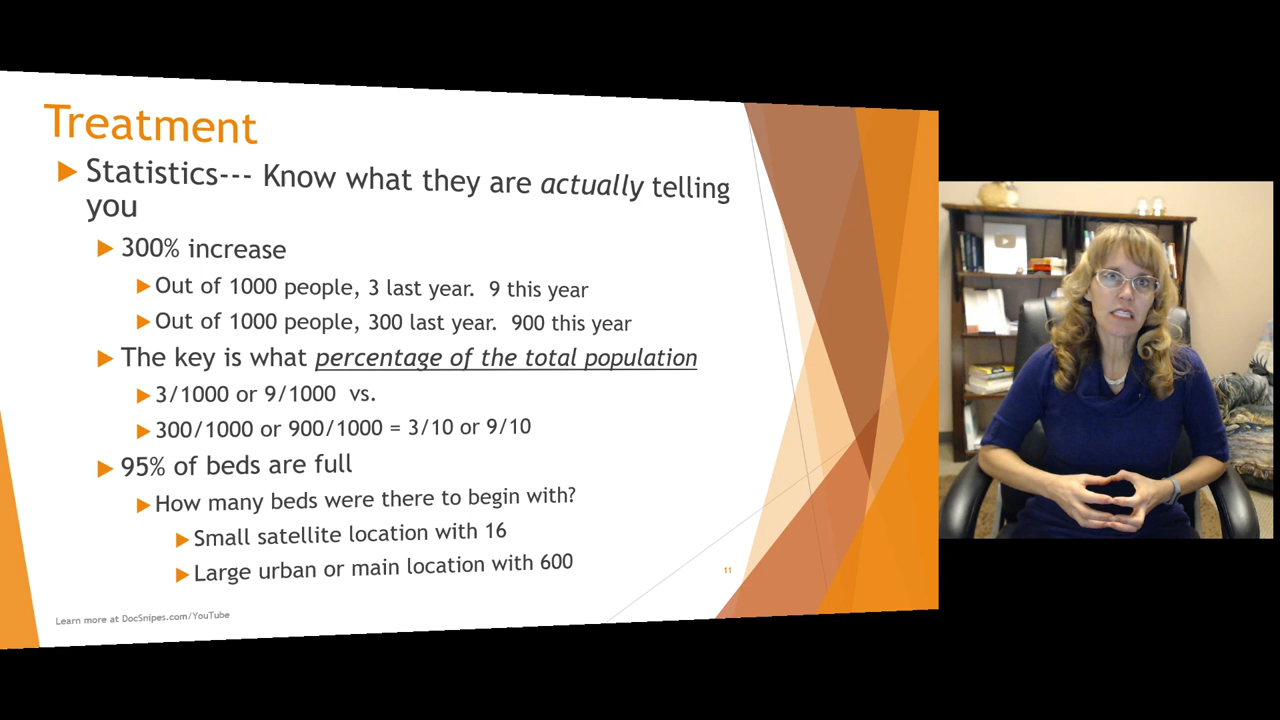 Treatment
Statistics--- Know what they are actually telling
you
300% increase
Out of 1000 people, 3 last year. 9 this year
Out of 1000 people, 300 last year. 900 this year
The key is what percentage of the total population
3/1000 or 9/1000 vs.
300/1000 or 900/1000 = 3/10 or 9/10
95% of beds are full
How many beds were there to begin with?
Small satellite location with 16
Large urban or main location with 600
11
Learn more at DocSnipes.com/YouTube